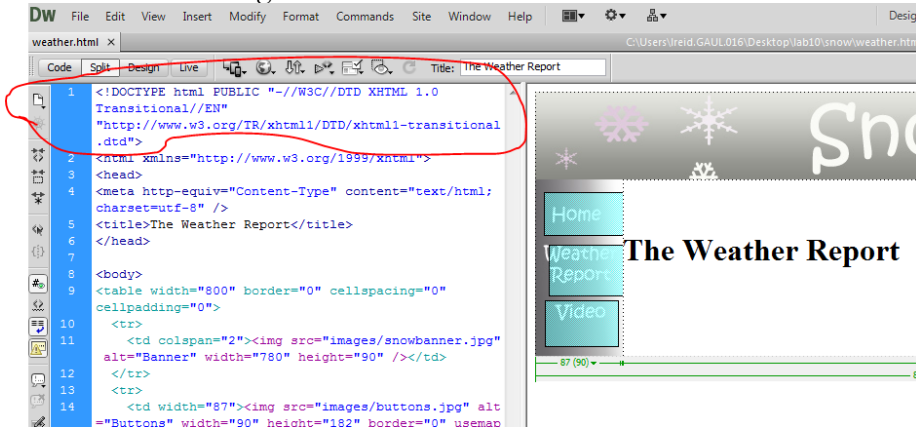 DW File Edit View Insert Modify Format Commands Site Window Help Desig
weather.html × C:\Users\lreid.GAUL.016\Desktop\lab10\snow\weather.htm
Code Split Design Live Title: The Weather Report
1 <!DOCTYPE html PUBLIC "-//W3C//DTD XHTML 1.0
Transitional//EN"
"http://www.w3.org/TR/xhtml1/DTD/xhtml1-transitional
.dtd">
2 <html xmlns="http://www.w3.org/1999/xhtml">
3 <head>
4 <meta http-equiv="Content-Type" content="text/html;
charset=utf-8" />
5 <title>The Weather Report</title>
6 </head>
7
8 <body>
9 <table width="800" border="0" cellspacing="0"
cellpadding="0">
10 <tr>
11 <td colspan="2"><img src="images/snowbanner.jpg"
alt="Banner" width="780" height="90" /></td>
12 </tr>
13 <tr>
14 <td width="87"><img src="images/buttons.jpg" alt
="Buttons" width="90" height="182" border="0" usemap
Sno
Home
Weather
Report
Video
The Weather Report
87 (90)